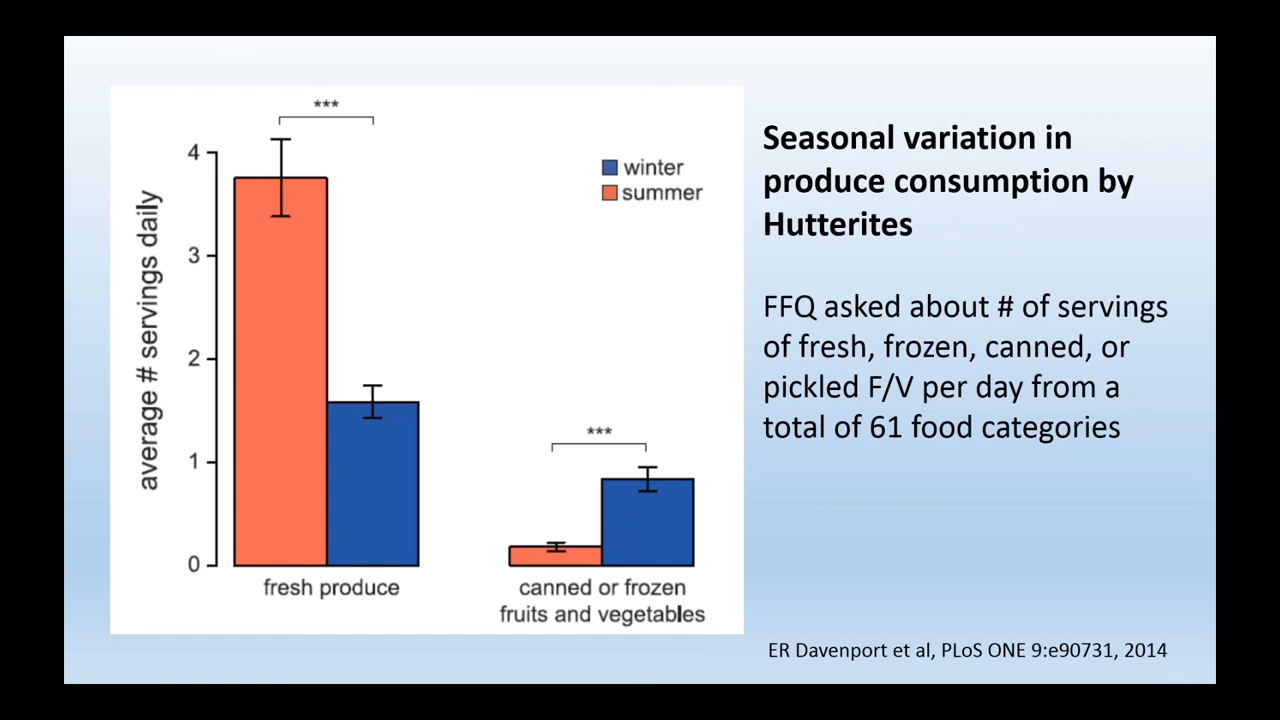 ***
4
winter
summer
3
2
1
0
average # servings daily
***
fresh produce
canned or frozen
fruits and vegetables
Seasonal variation in
produce consumption by
Hutterites
FFQ asked about # of servings
of fresh, frozen, canned, or
pickled F/V per day from a
total of 61 food categories
ER Davenport et al, PLoS ONE 9:e90731, 2014